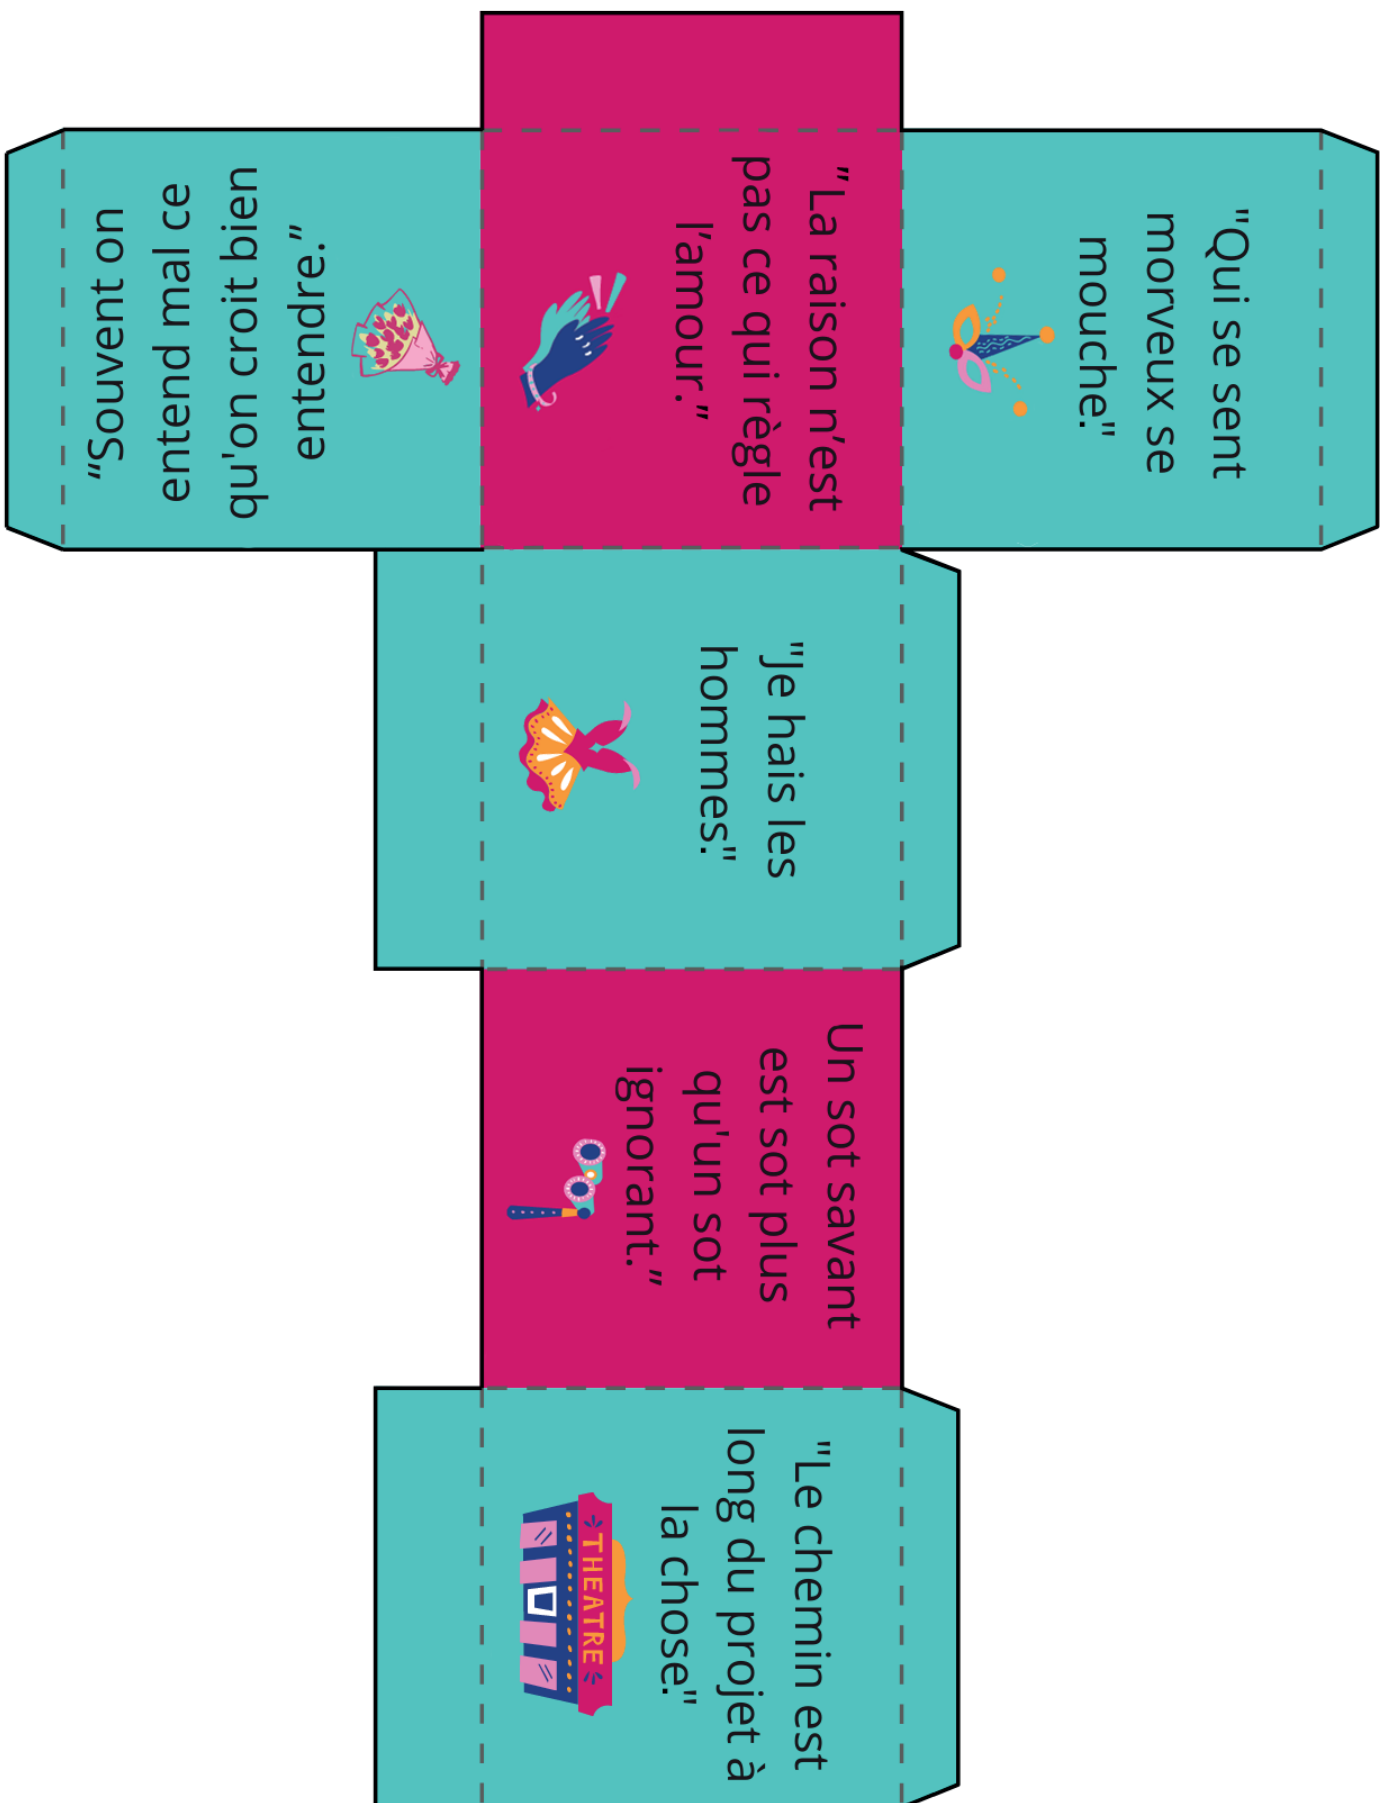 "Qui se sent
morveux se
mouche."
"La raison n’est
pas ce qui règle
l’amour.”
“Souvent on
entend mal ce
qu'on croit bien
entendre.”
"Je hais les
hommes."
Un sot savant
est sot plus
qu'un sot
ignorant.”
"Le chemin est
long du projet à
la chose."
THEATRE